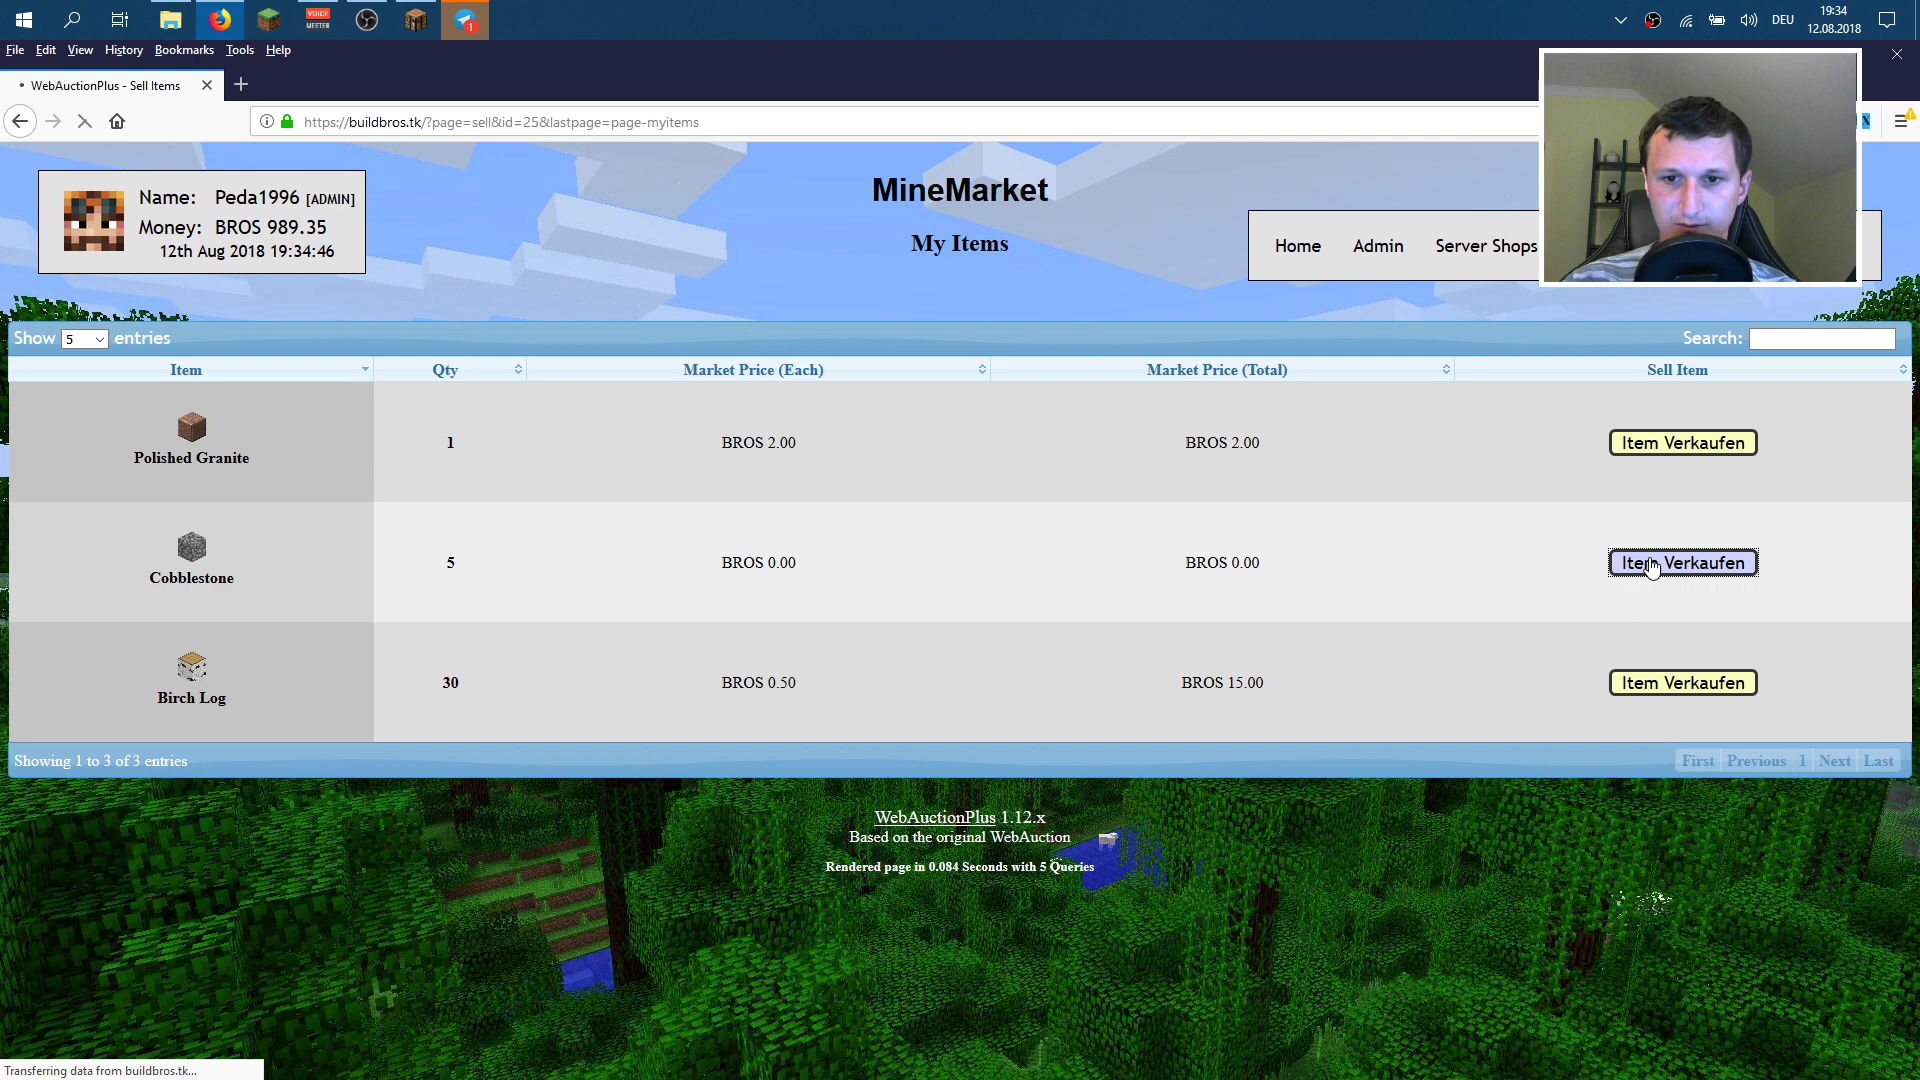 VOICE
MEETER
1
DEU
19:34
12.08.2018
File Edit View History Bookmarks Tools Help
WebAuctionPlus - Sell Items
https://buildbros.tk/?page=sell&id=25&lastpage=page-myitems
X
Name: Peda1996 [ADMIN]
Money: BROS 989.35
12th Aug 2018 19:34:46
MineMarket
My Items
Home Admin Server Shops
Show 5 entries
Search:
Item Qty Market Price (Each) Market Price (Total) Sell Item
Polished Granite 1 BROS 2.00 BROS 2.00 Item Verkaufen
Cobblestone 5 BROS 0.00 BROS 0.00 Item Verkaufen
Birch Log 30 BROS 0.50 BROS 15.00 Item Verkaufen
Showing 1 to 3 of 3 entries
First Previous 1 Next Last
WebAuctionPlus 1.12.x
Based on the original WebAuction
Rendered page in 0.084 Seconds with 5 Queries
Transferring data from buildbros.tk...